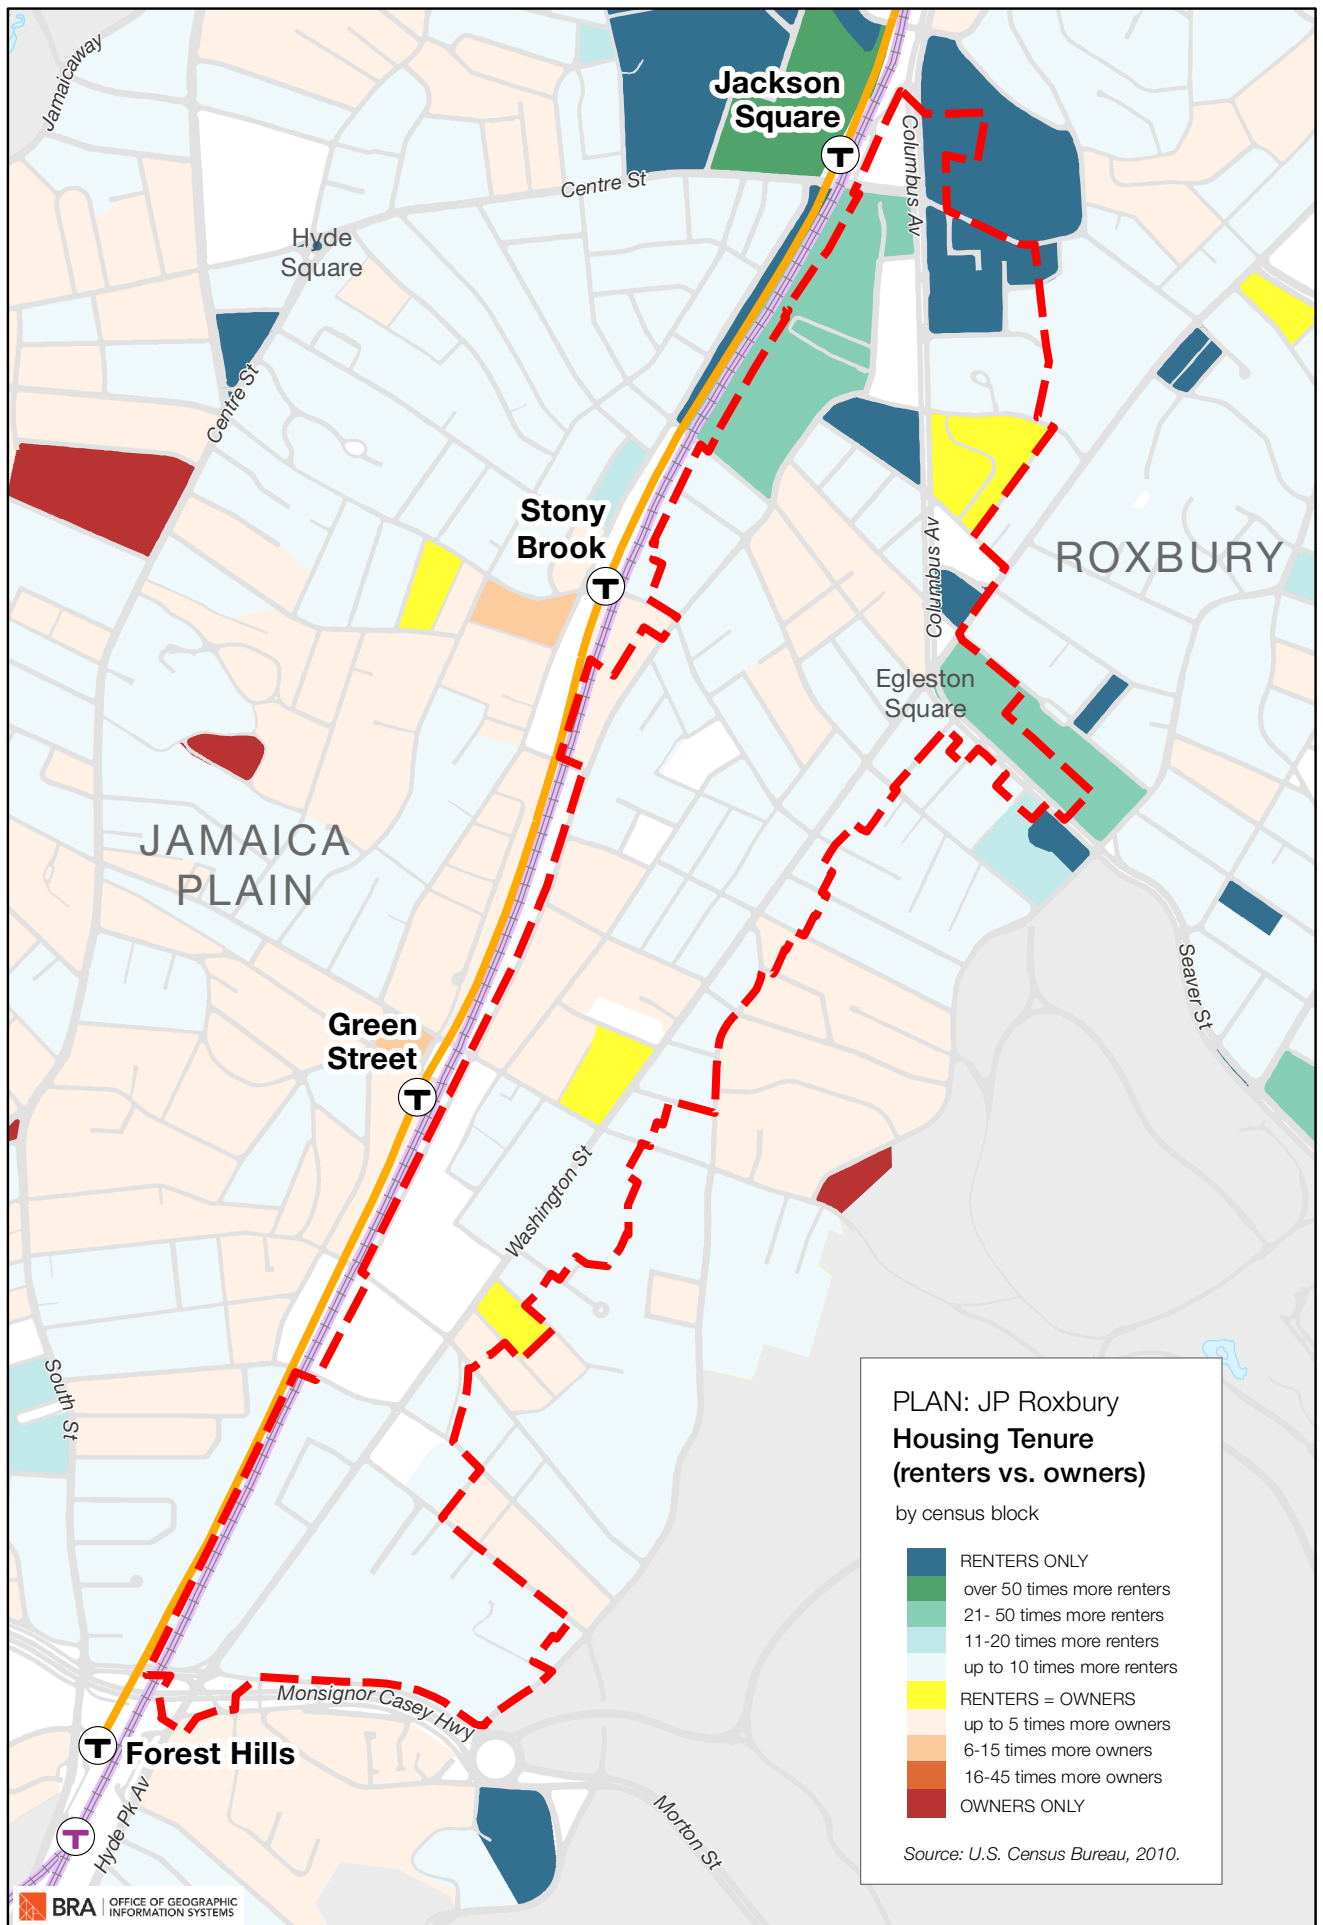 Jamaicaway
Jackson
Square
T
Columbus Av
Centre St
Hyde
Square
Centre St
Stony
Brook
T
Columbus Av
ROXBURY
Egleston
Square
JAMAICA
PLAIN
Seaver St
Green
Street
T
Washington St
South St
Monsignor Casey Hwy
T
Forest Hills
T
Hyde Pk Av
Morton St
PLAN: JP Roxbury
Housing Tenure
(renters vs. owners)
by census block
RENTERS ONLY
over 50 times more renters
21- 50 times more renters
11-20 times more renters
up to 10 times more renters
RENTERS = OWNERS
up to 5 times more owners
6-15 times more owners
16-45 times more owners
OWNERS ONLY
Source: U.S. Census Bureau, 2010.
BRA
OFFICE OF GEOGRAPHIC
INFORMATION SYSTEMS